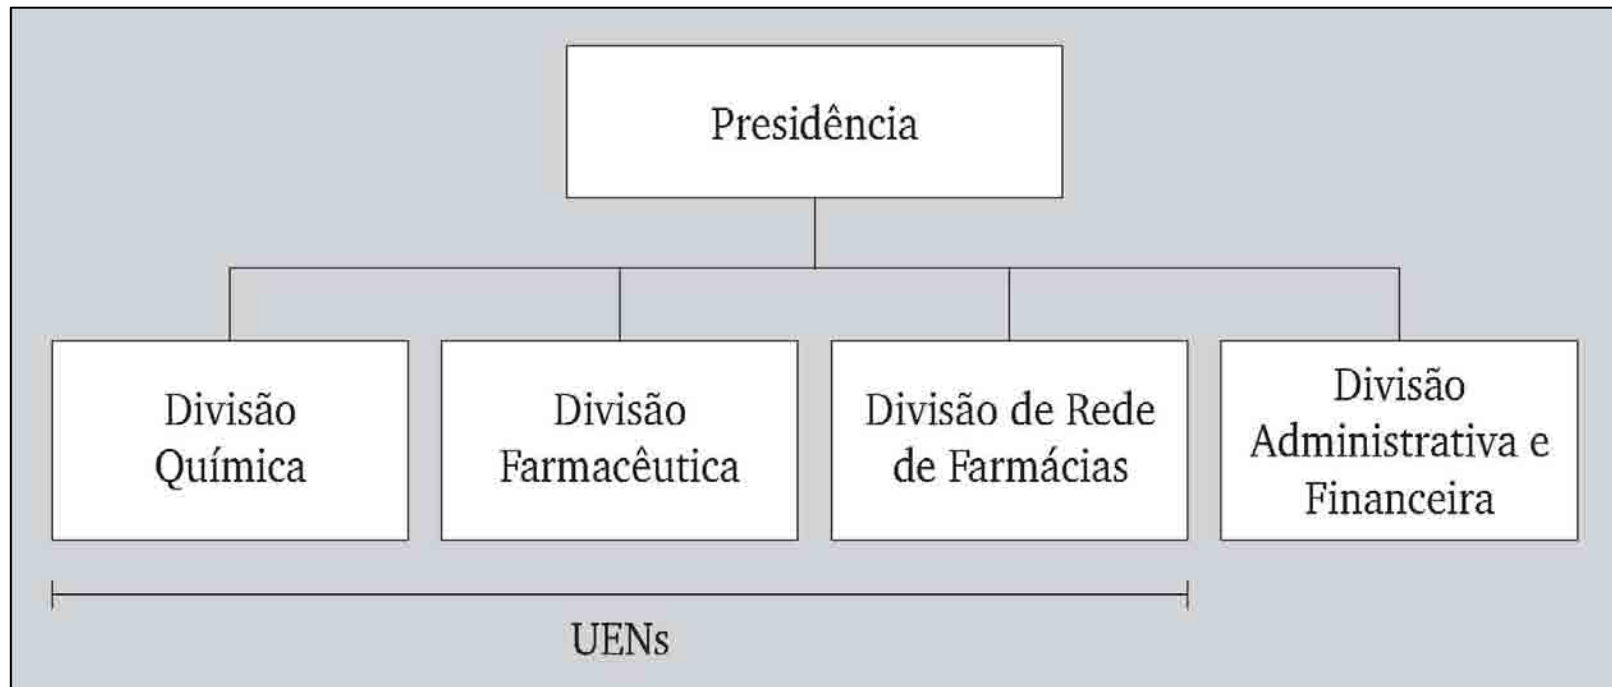 Presidência
Divisão
Química
Divisão
Farmacêutica
Divisão de Rede
de Farmácias
Divisão
Administrativa e
Financeira
UENs